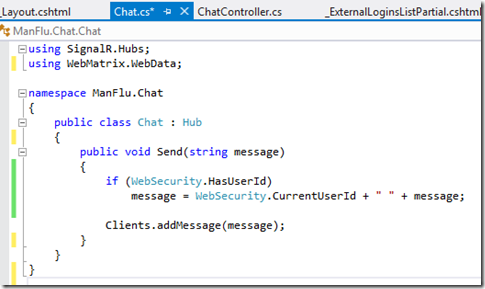 _Layout.cshtml Chat.cs* ChatController.cs _ExternalLoginsListPartial.cshtml
ManFlu.Chat.Chat
using SignalR.Hubs;
using WebMatrix.WebData;
namespace ManFlu.Chat
{
public class Chat : Hub
{
public void Send(string message)
{
if (WebSecurity.HasUserId)
message = WebSecurity.CurrentUserId + " " + message;
Clients.addMessage(message);
}
}
}